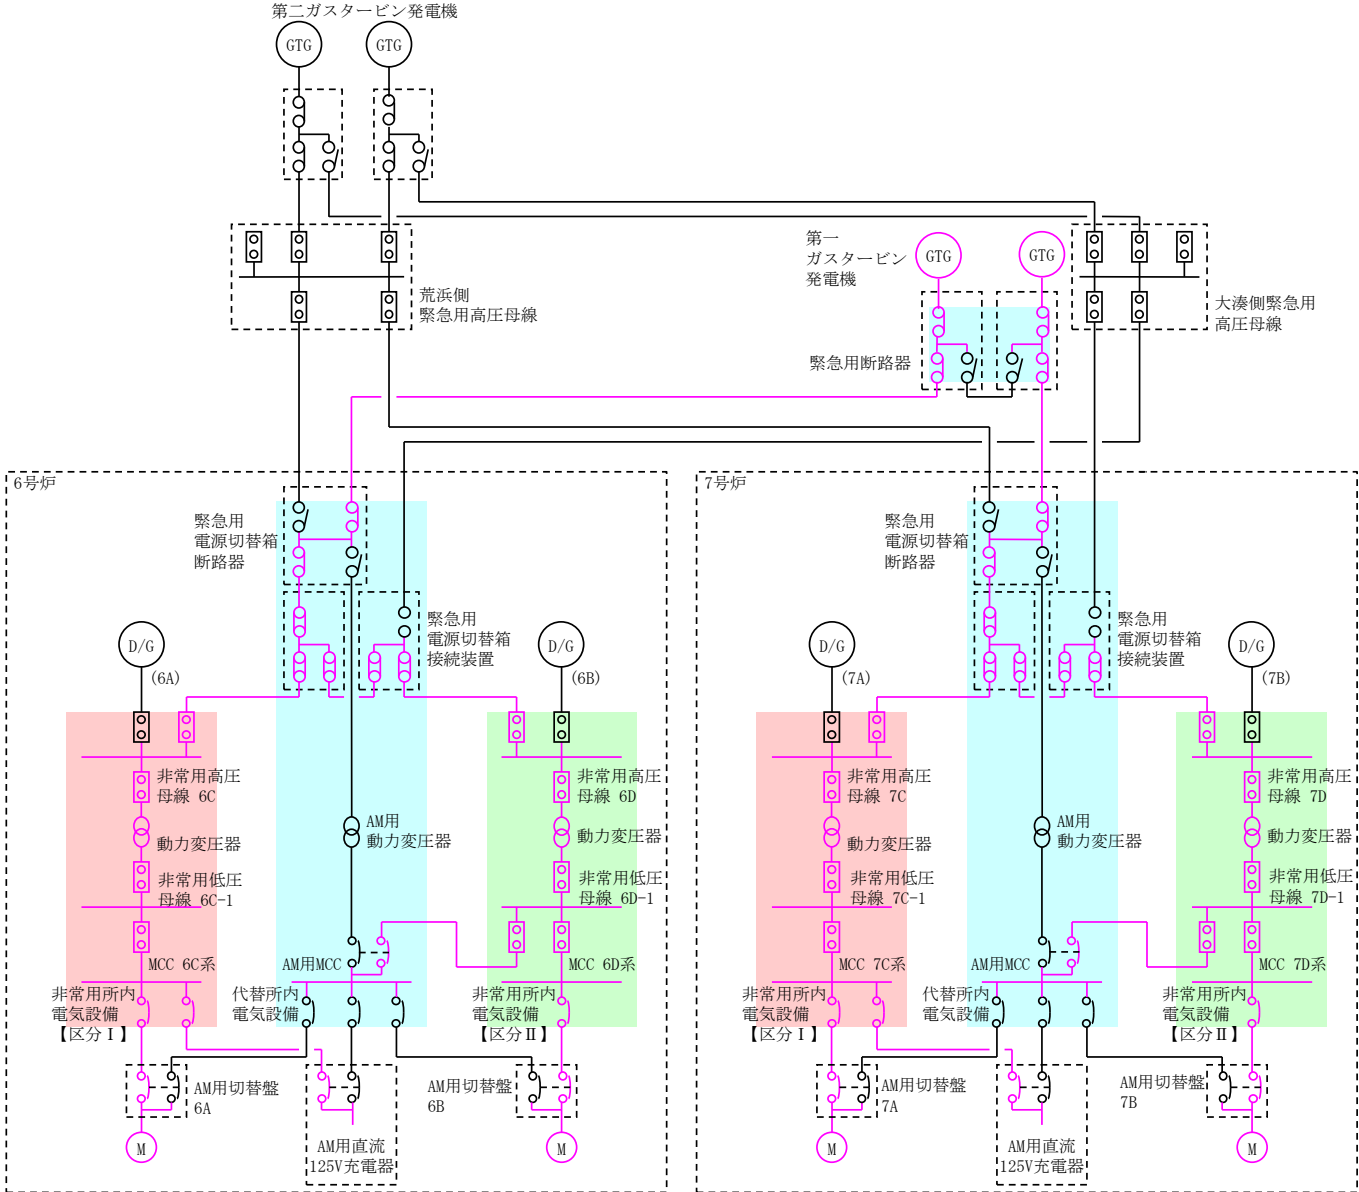 第二ガスタービン発電機
GTG
GTG
第一
ガスタービン
発電機
GTG
GTG
荒浜側
緊急用高圧母線
大湊側緊急用
高圧母線
緊急用断路器
6号炉
緊急用
電源切替箱
断路器
緊急用
電源切替箱
接続装置
D/G
(6A)
D/G
(6B)
非常用高圧
母線 6C
動力変圧器
非常用低圧
母線 6C-1
MCC 6C系
非常用所内
電気設備
【区分Ⅰ】
AM用
動力変圧器
AM用MCC
代替所内
電気設備
非常用高圧
母線 6D
動力変圧器
非常用低圧
母線 6D-1
MCC 6D系
非常用所内
電気設備
【区分Ⅱ】
AM用切替盤
6A
AM用切替盤
6B
M
AM用直流
125V充電器
M
7号炉
緊急用
電源切替箱
断路器
緊急用
電源切替箱
接続装置
D/G
(7A)
D/G
(7B)
非常用高圧
母線 7C
動力変圧器
非常用低圧
母線 7C-1
MCC 7C系
非常用所内
電気設備
【区分Ⅰ】
AM用
動力変圧器
AM用MCC
代替所内
電気設備
非常用高圧
母線 7D
動力変圧器
非常用低圧
母線 7D-1
MCC 7D系
非常用所内
電気設備
【区分Ⅱ】
AM用切替盤
7A
AM用切替盤
7B
M
AM用直流
125V充電器
M